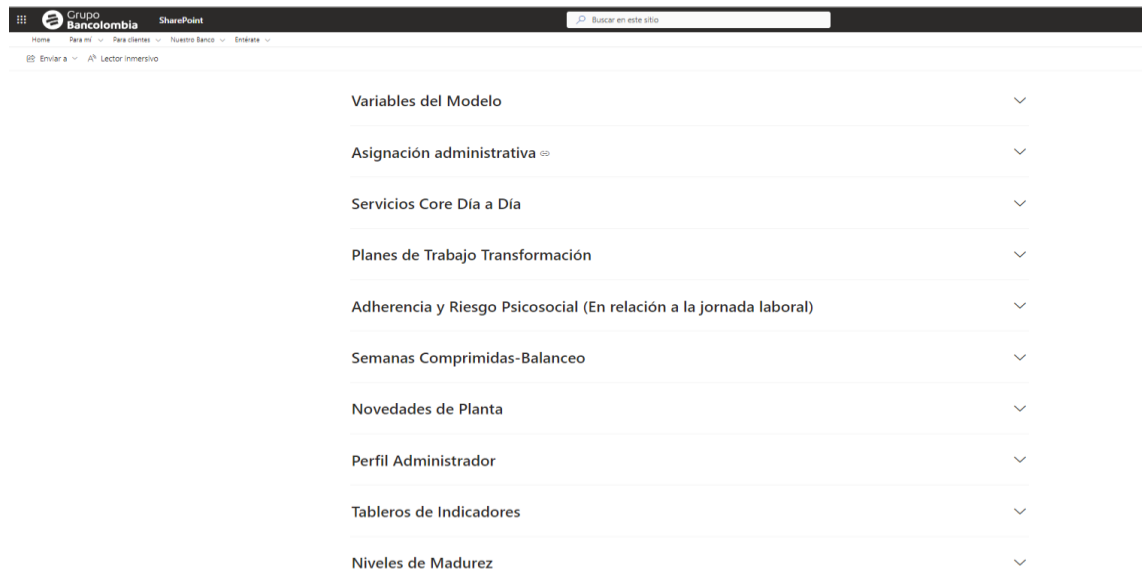 Grupo
Bancolombia
SharePoint
Buscar en este sitio
Home Para mí Para clientes Nuestro Banco Entérate
Enviar a Lector inmersivo
Variables del Modelo
Asignación administrativa
Servicios Core Día a Día
Planes de Trabajo Transformación
Adherencia y Riesgo Psicosocial (En relación a la jornada laboral)
Semanas Comprimidas-Balanceo
Novedades de Planta
Perfil Administrador
Tableros de Indicadores
Niveles de Madurez